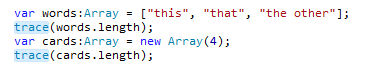 var words:Array = ["this", "that", "the other"];
trace(words.length);
var cards:Array = new Array(4);
trace(cards.length);